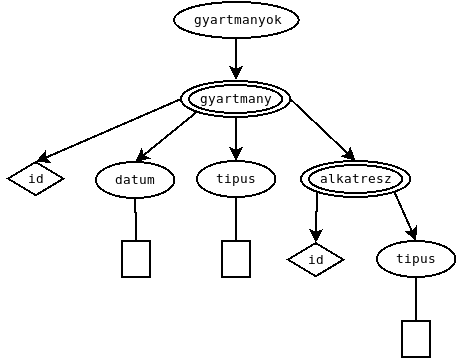 gyartmanyok
gyartmany
id
datum
tipus
alkatresz
id
tipus